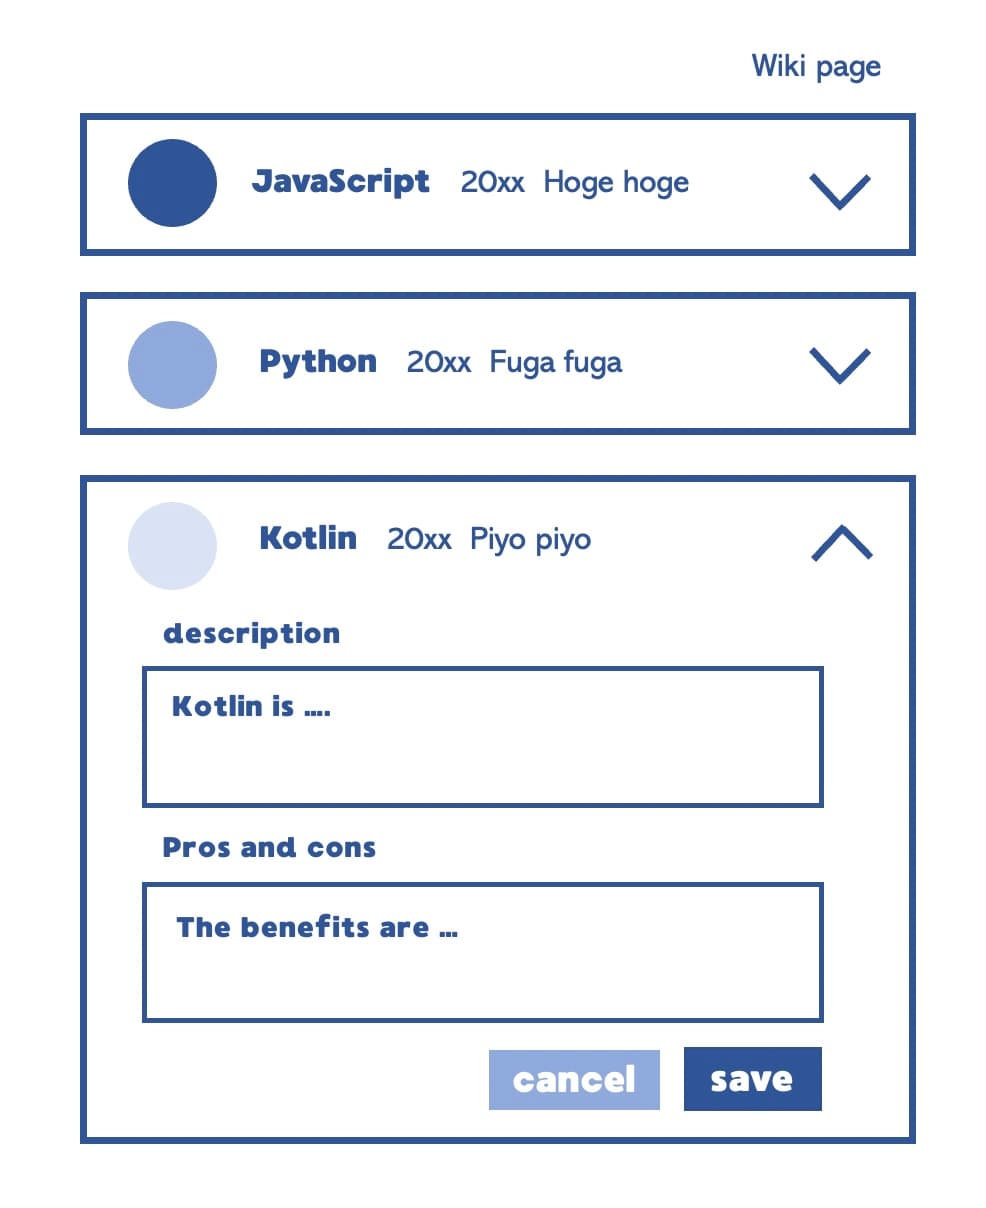 Wiki page
JavaScript 20xx Hoge hoge
Python 20xx Fuga fuga
Kotlin 20xx Piyo piyo
description
Kotlin is ....
Pros and cons
The benefits are ...
cancel save